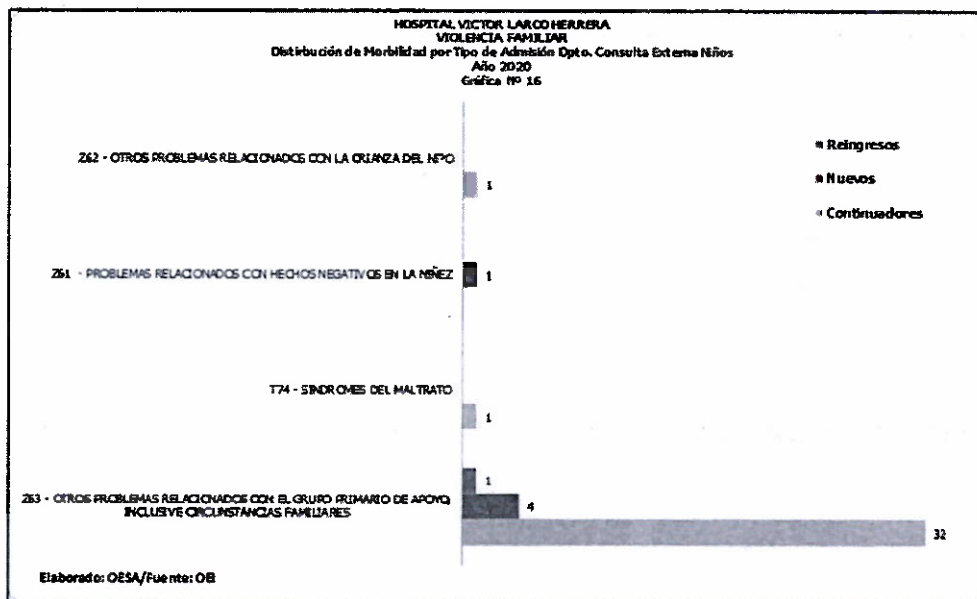 HOSPITAL VICTOR LARCO HERRERA
VIOLENCIA FAMILIAR
Distribución de Morbilidad por Tipo de Admisión Dpto. Consulta Externa Niños
Año 2020
Gráfica Nº 16
Z62 - OTROS PROBLEMAS RELACIONADOS CON LA CRIANZA DEL NIÑO
1
Z61 - PROBLEMAS RELACIONADOS CON HECHOS NEGATIVOS EN LA NIÑEZ
1
T74 - SINDROMES DEL MALTRATO
1
1
Z63 - OTROS PROBLEMAS RELACIONADOS CON EL GRUPO PRIMARIO DE APOYO,
INCLUSIVE CIRCUNSTANCIAS FAMILIARES
4
32
Reingresos
Nuevos
Continuadores
Elaborado: OESA/Fuente: OEI